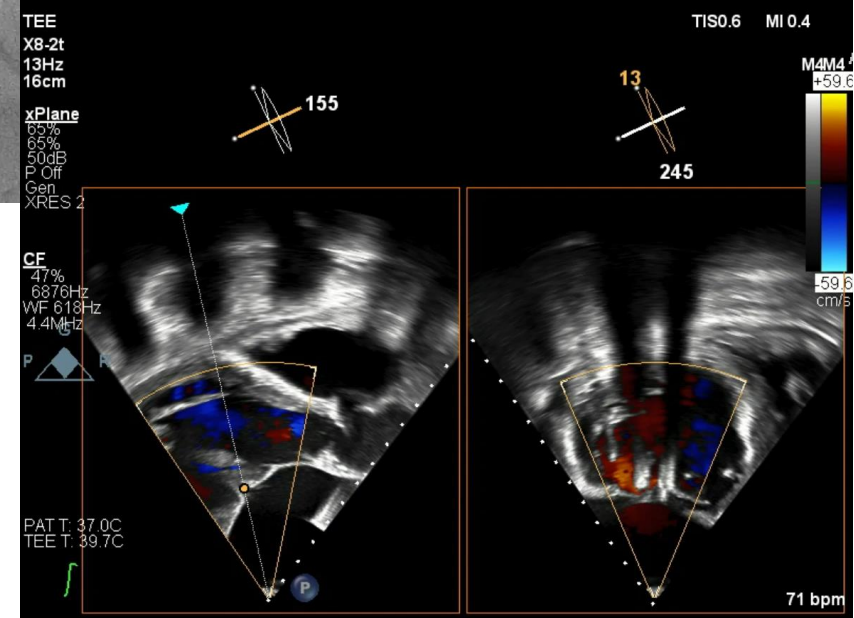 TEE
X8-2t
13Hz
16cm
TIS0.6 MI 0.4
M4M4
+59.6
155
13
245
xPlane
65%
65%
50dB
P Off
Gen
XRES 2
-59.6
cm/s
CF
47%
6876Hz
WF 618Hz
4.4MHz
G
P R
PAT T: 37.0C
TEE T: 39.7C
P
71 bpm